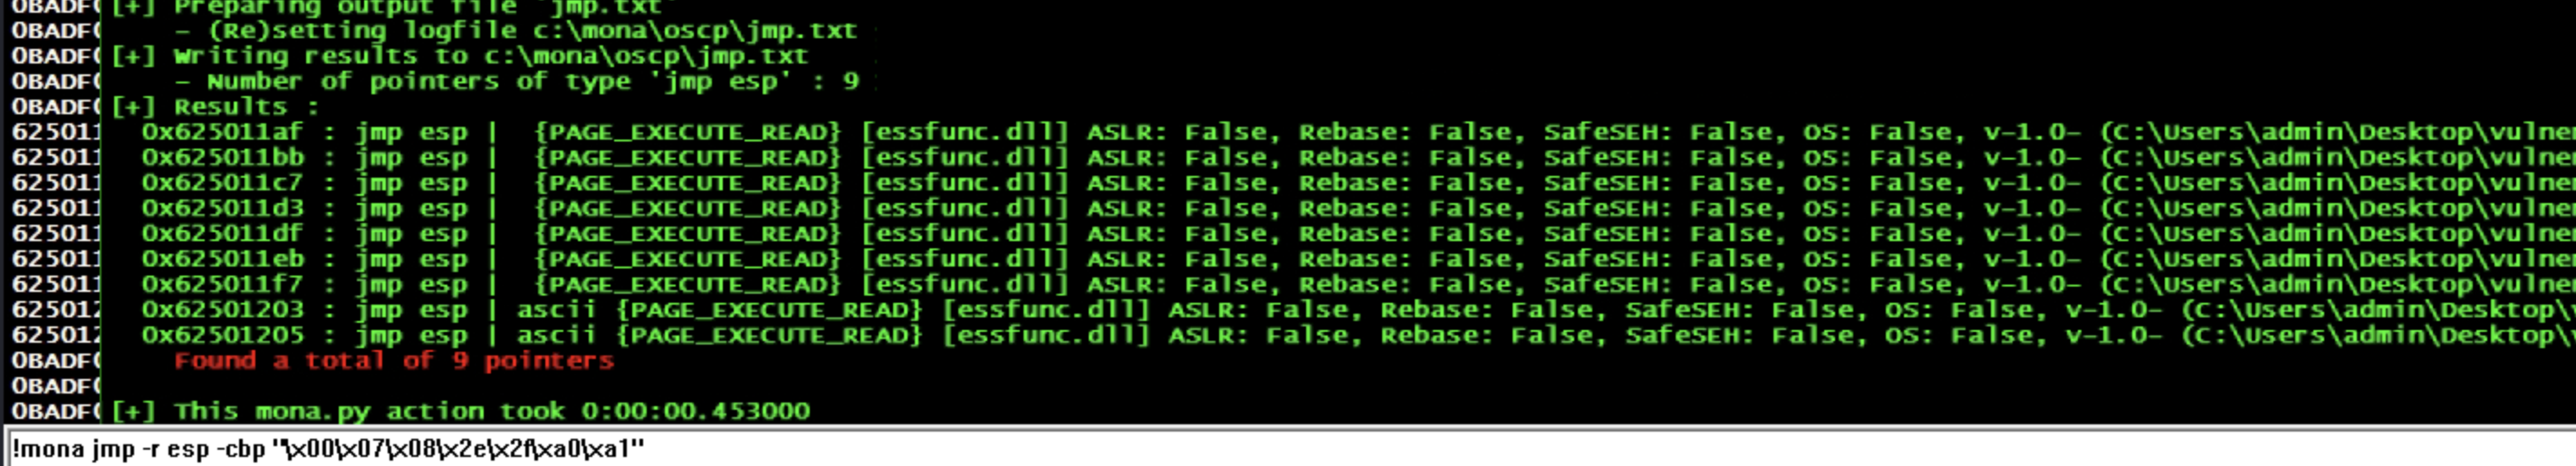 0BADF( [+] Preparing output file 'jmp.txt'
0BADF(     - (Re)setting logfile c:\mona\oscp\jmp.txt
0BADF( [+] Writing results to c:\mona\oscp\jmp.txt
0BADF(     - Number of pointers of type 'jmp esp' : 9
0BADF( [+] Results :
625011   0x625011af : jmp esp |  {PAGE_EXECUTE_READ} [essfunc.dll] ASLR: False, Rebase: False, SafeSEH: False, OS: False, v-1.0- (C:\Users\admin\Desktop\vulne
625011   0x625011bb : jmp esp |  {PAGE_EXECUTE_READ} [essfunc.dll] ASLR: False, Rebase: False, SafeSEH: False, OS: False, v-1.0- (C:\Users\admin\Desktop\vulne
625011   0x625011c7 : jmp esp |  {PAGE_EXECUTE_READ} [essfunc.dll] ASLR: False, Rebase: False, SafeSEH: False, OS: False, v-1.0- (C:\Users\admin\Desktop\vulne
625011   0x625011d3 : jmp esp |  {PAGE_EXECUTE_READ} [essfunc.dll] ASLR: False, Rebase: False, SafeSEH: False, OS: False, v-1.0- (C:\Users\admin\Desktop\vulne
625011   0x625011df : jmp esp |  {PAGE_EXECUTE_READ} [essfunc.dll] ASLR: False, Rebase: False, SafeSEH: False, OS: False, v-1.0- (C:\Users\admin\Desktop\vulne
625011   0x625011eb : jmp esp |  {PAGE_EXECUTE_READ} [essfunc.dll] ASLR: False, Rebase: False, SafeSEH: False, OS: False, v-1.0- (C:\Users\admin\Desktop\vulne
625011   0x625011f7 : jmp esp |  {PAGE_EXECUTE_READ} [essfunc.dll] ASLR: False, Rebase: False, SafeSEH: False, OS: False, v-1.0- (C:\Users\admin\Desktop\vulne
625012   0x62501203 : jmp esp | ascii {PAGE_EXECUTE_READ} [essfunc.dll] ASLR: False, Rebase: False, SafeSEH: False, OS: False, v-1.0- (C:\Users\admin\Desktop\
625012   0x62501205 : jmp esp | ascii {PAGE_EXECUTE_READ} [essfunc.dll] ASLR: False, Rebase: False, SafeSEH: False, OS: False, v-1.0- (C:\Users\admin\Desktop\
0BADF(     Found a total of 9 pointers
0BADF(
0BADF( [+] This mona.py action took 0:00:00.453000
!mona jmp -r esp -cbp "\x00\x07\x08\x2e\x2f\xa0\xa1"